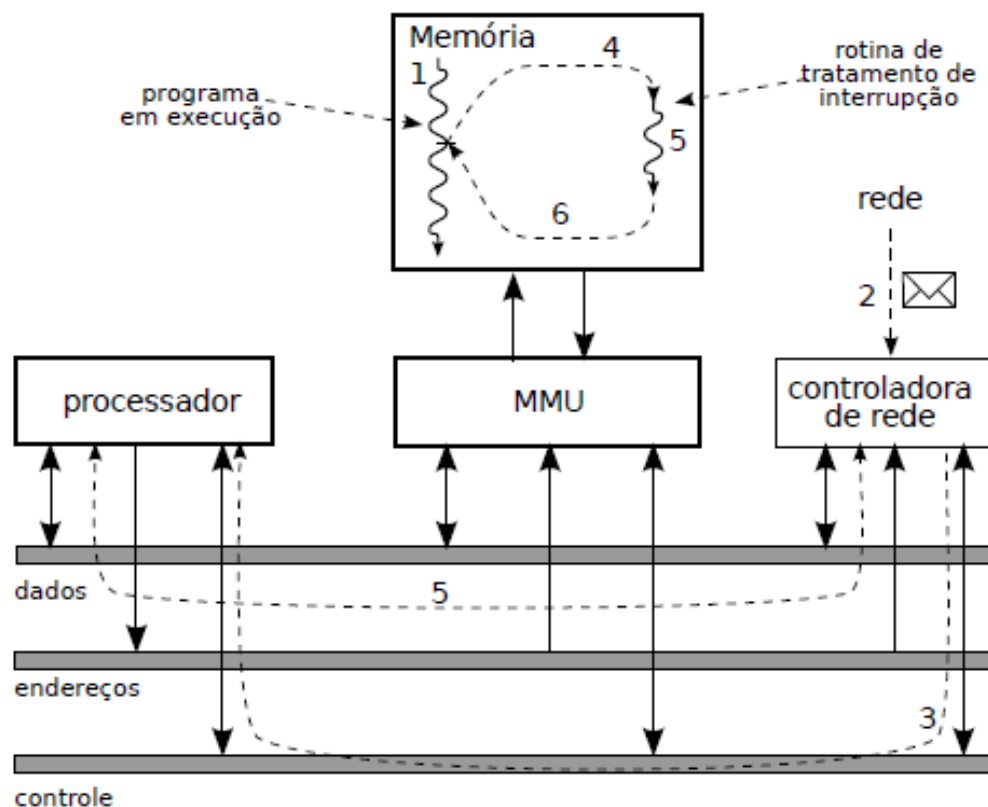 Memória
1
4
programa
em execução
rotina de
tratamento de
interrupção
5
6
rede
2
processador
MMU
controladora
de rede
dados
5
endereços
3
controle